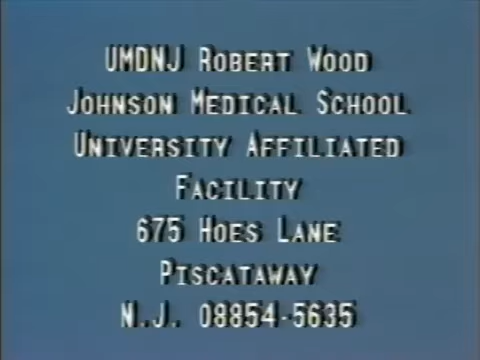 UMDNJ ROBERT WOOD
JOHNSON MEDICAL SCHOOL
UNIVERSITY AFFILIATED
FACILITY
675 HOES LANE
PISCATAWAY
N.J. 08854-5635